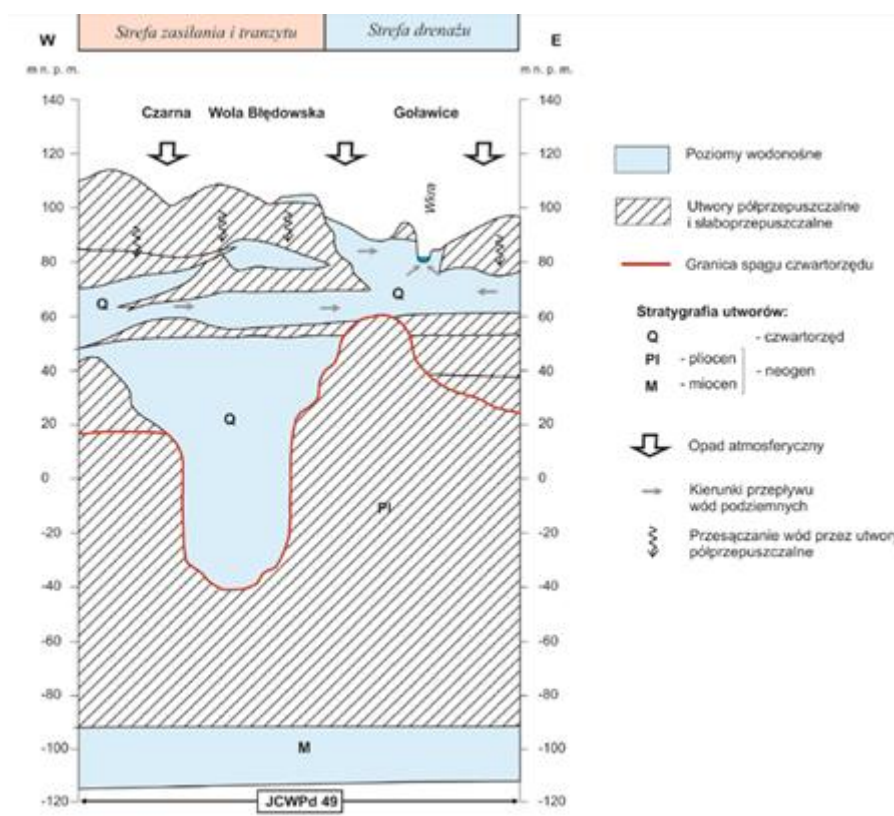 Strefa zasilania i tranzytu
Strefa drenażu
W
E
m n. p. m.
m n. p. m.
140
120
100
80
60
40
20
0
-20
-40
-60
-80
-100
-120
140
120
100
80
60
40
20
0
-20
-40
-60
-80
-100
-120
Czarna
Wola Błędowska
Goławice
Wkra
Q
Q
Q
Pl
M
JCWPd 49
Poziomy wodonośne
Utwory półprzepuszczalne
i słaboprzepuszczalne
Granica spągu czwartorzędu
Stratygrafia utworów:
Q - czwartorzęd
Pl - pliocen
- neogen
M - miocen
Opad atmosferyczny
Kierunki przepływu
wód podziemnych
Przesączanie wód przez utwory
półprzepuszczalne